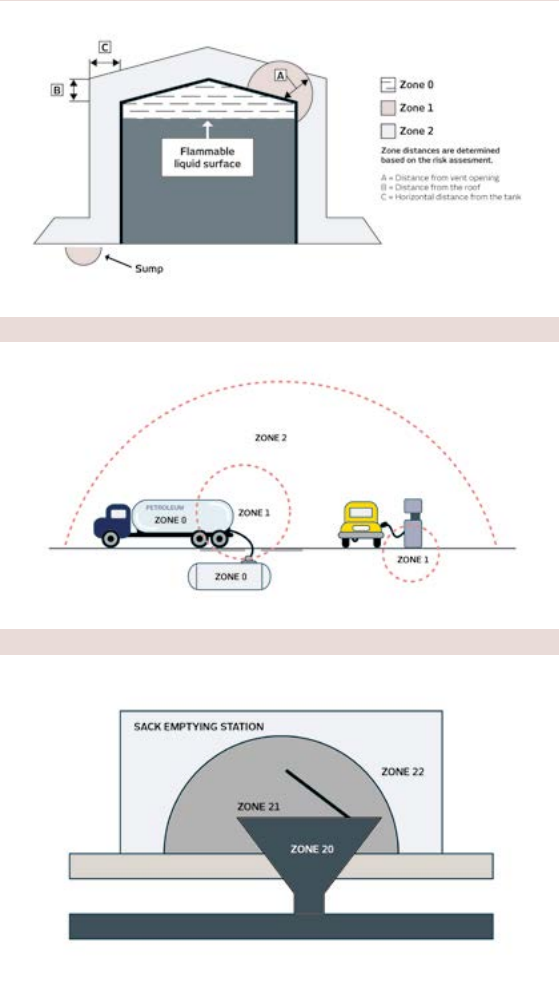 C
B
A
Zone 0
Zone 1
Zone 2
Zone distances are determined
based on the risk assesment.
A = Distance from vent opening
B = Distance from the roof
C = Horizontal distance from the tank
Flammable
liquid surface
Sump
ZONE 2
PETROLEUM
ZONE 0
ZONE 1
ZONE 1
ZONE 0
SACK EMPTYING STATION
ZONE 22
ZONE 21
ZONE 20